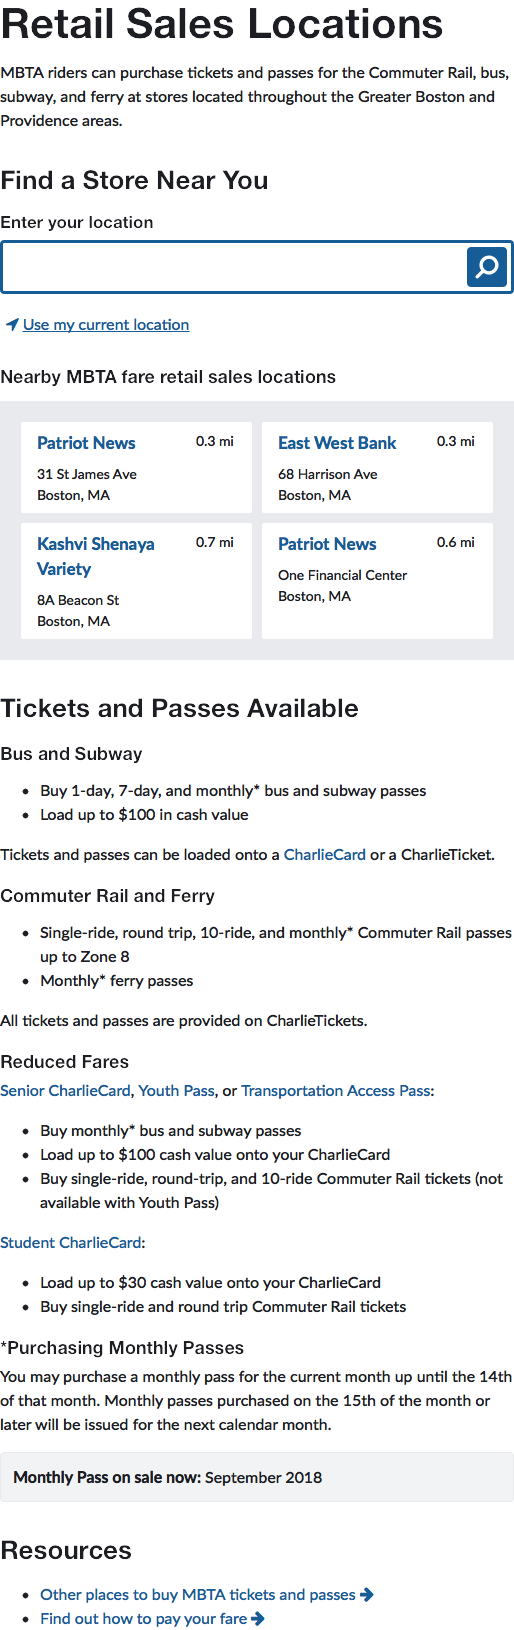 Retail Sales Locations
MBTA riders can purchase tickets and passes for the Commuter Rail, bus,
subway, and ferry at stores located throughout the Greater Boston and
Providence areas.
Find a Store Near You
Enter your location
Use my current location
Nearby MBTA fare retail sales locations
Patriot News 0.3 mi
31 St James Ave
Boston, MA
East West Bank 0.3 mi
68 Harrison Ave
Boston, MA
Kashvi Shenaya 0.7 mi
Variety
8A Beacon St
Boston, MA
Patriot News 0.6 mi
One Financial Center
Boston, MA
Tickets and Passes Available
Bus and Subway
• Buy 1-day, 7-day, and monthly* bus and subway passes
• Load up to $100 in cash value
Tickets and passes can be loaded onto a CharlieCard or a CharlieTicket.
Commuter Rail and Ferry
• Single-ride, round trip, 10-ride, and monthly* Commuter Rail passes
up to Zone 8
• Monthly* ferry passes
All tickets and passes are provided on CharlieTickets.
Reduced Fares
Senior CharlieCard, Youth Pass, or Transportation Access Pass:
• Buy monthly* bus and subway passes
• Load up to $100 cash value onto your CharlieCard
• Buy single-ride, round-trip, and 10-ride Commuter Rail tickets (not
available with Youth Pass)
Student CharlieCard:
• Load up to $30 cash value onto your CharlieCard
• Buy single-ride and round trip Commuter Rail tickets
*Purchasing Monthly Passes
You may purchase a monthly pass for the current month up until the 14th
of that month. Monthly passes purchased on the 15th of the month or
later will be issued for the next calendar month.
Monthly Pass on sale now: September 2018
Resources
• Other places to buy MBTA tickets and passes
• Find out how to pay your fare